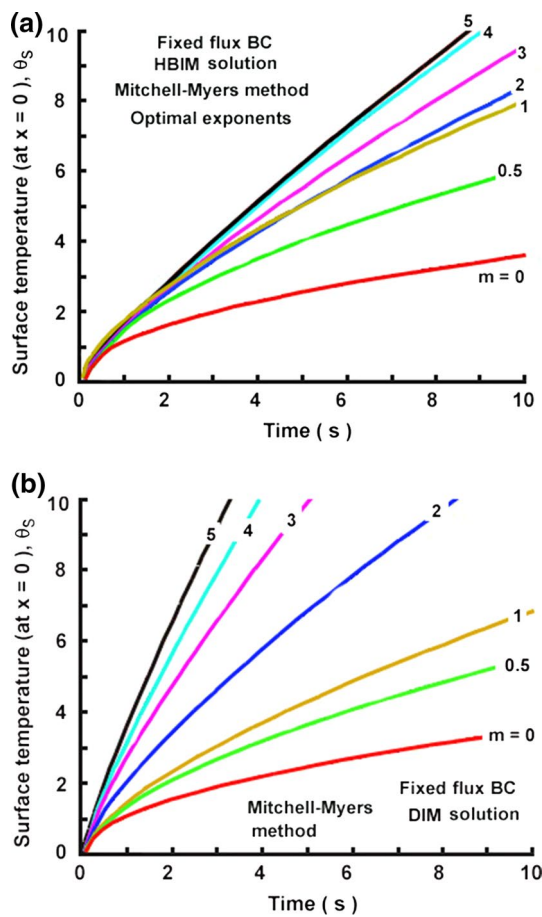 (a)
Surface temperature (at x = 0 ), θS
10
8
6
4
2
0
Fixed flux BC
HBIM solution
Mitchell-Myers method
Optimal exponents
5
4
3
2
1
0.5
m = 0
0 2 4 6 8 10
Time ( s )
(b)
Surface temperature (at x = 0 ), θS
10
8
6
4
2
0
5
4
3
2
1
0.5
m = 0
Mitchell-Myers
method
Fixed flux BC
DIM solution
0 2 4 6 8 10
Time ( s )